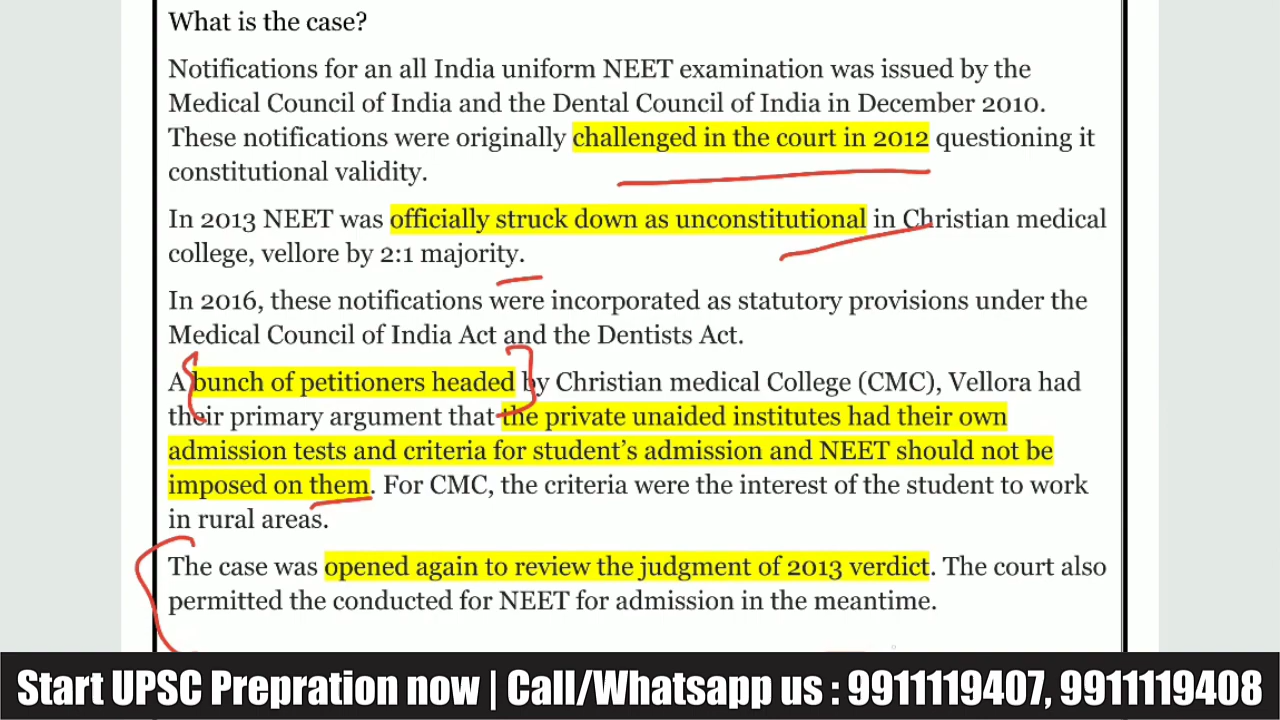 What is the case?
Notifications for an all India uniform NEET examination was issued by the
Medical Council of India and the Dental Council of India in December 2010.
These notifications were originally challenged in the court in 2012 questioning it
constitutional validity.
In 2013 NEET was officially struck down as unconstitutional in Christian medical
college, vellore by 2:1 majority.
In 2016, these notifications were incorporated as statutory provisions under the
Medical Council of India Act and the Dentists Act.
A bunch of petitioners headed by Christian medical College (CMC), Vellora had
their primary argument that the private unaided institutes had their own
admission tests and criteria for student’s admission and NEET should not be
imposed on them. For CMC, the criteria were the interest of the student to work
in rural areas.
The case was opened again to review the judgment of 2013 verdict. The court also
permitted the conducted for NEET for admission in the meantime.
Start UPSC Prepration now | Call/Whatsapp us : 9911119407, 9911119408